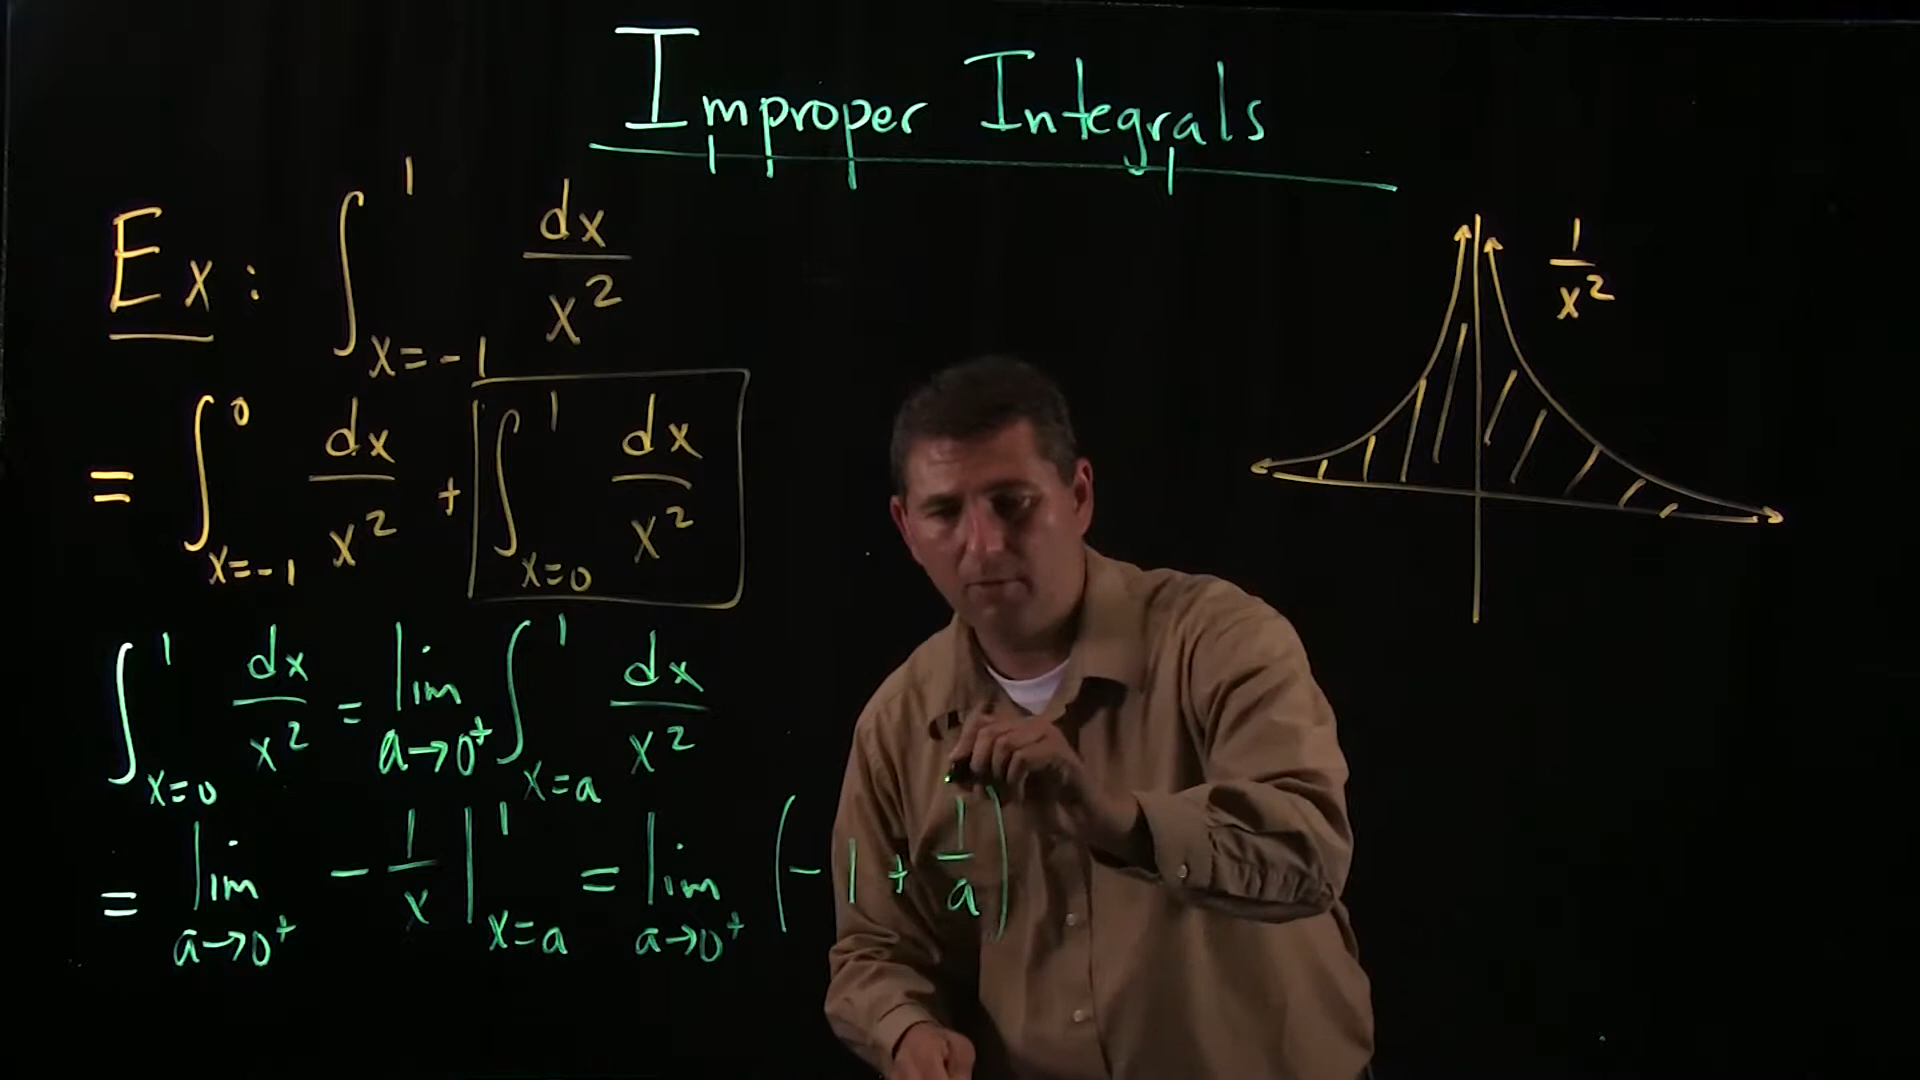 Improper Integrals
Ex: ∫_{x=-1}^{1} dx/x²
1/x²
= ∫_{x=-1}^{0} dx/x² + ∫_{x=0}^{1} dx/x²
∫_{x=0}^{1} dx/x² = lim_{a→0⁺} ∫_{x=a}^{1} dx/x²
= lim_{a→0⁺} -1/x |_{x=a}^{1} = lim_{a→0⁺} (-1 + 1/a)